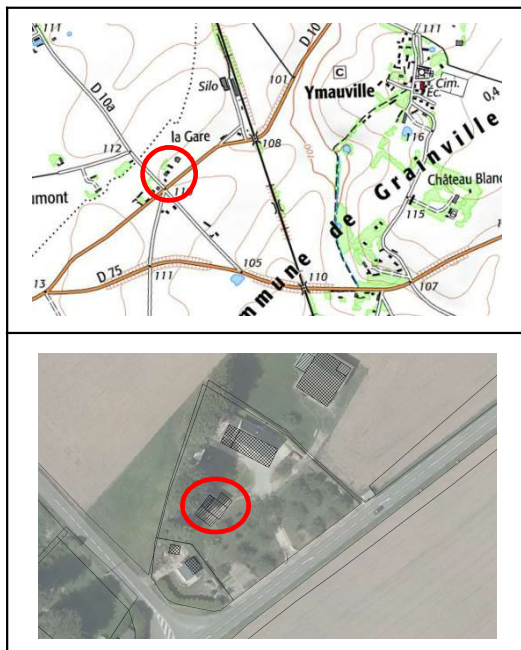 111
D 10
D 10a
Silo
101
C
Ymauville
Cim.
Ec.
0,4
112
la Gare
108
100
116
umont
Château Blanc
115
mmune de Grainville
105
D 75
111
110
107
13